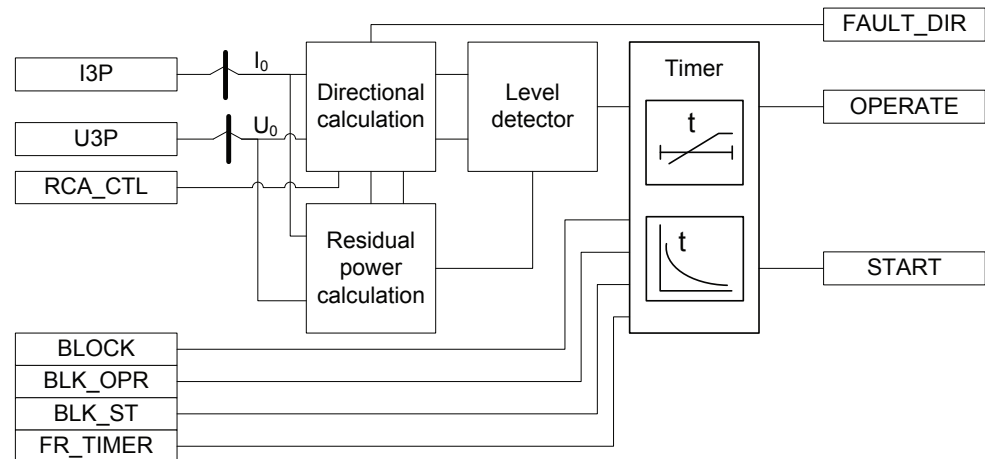 FAULT_DIR
I3P
I₀
Directional
calculation
Level
detector
Timer
t
OPERATE
U3P
U₀
RCA_CTL
Residual
power
calculation
t
START
BLOCK
BLK_OPR
BLK_ST
FR_TIMER